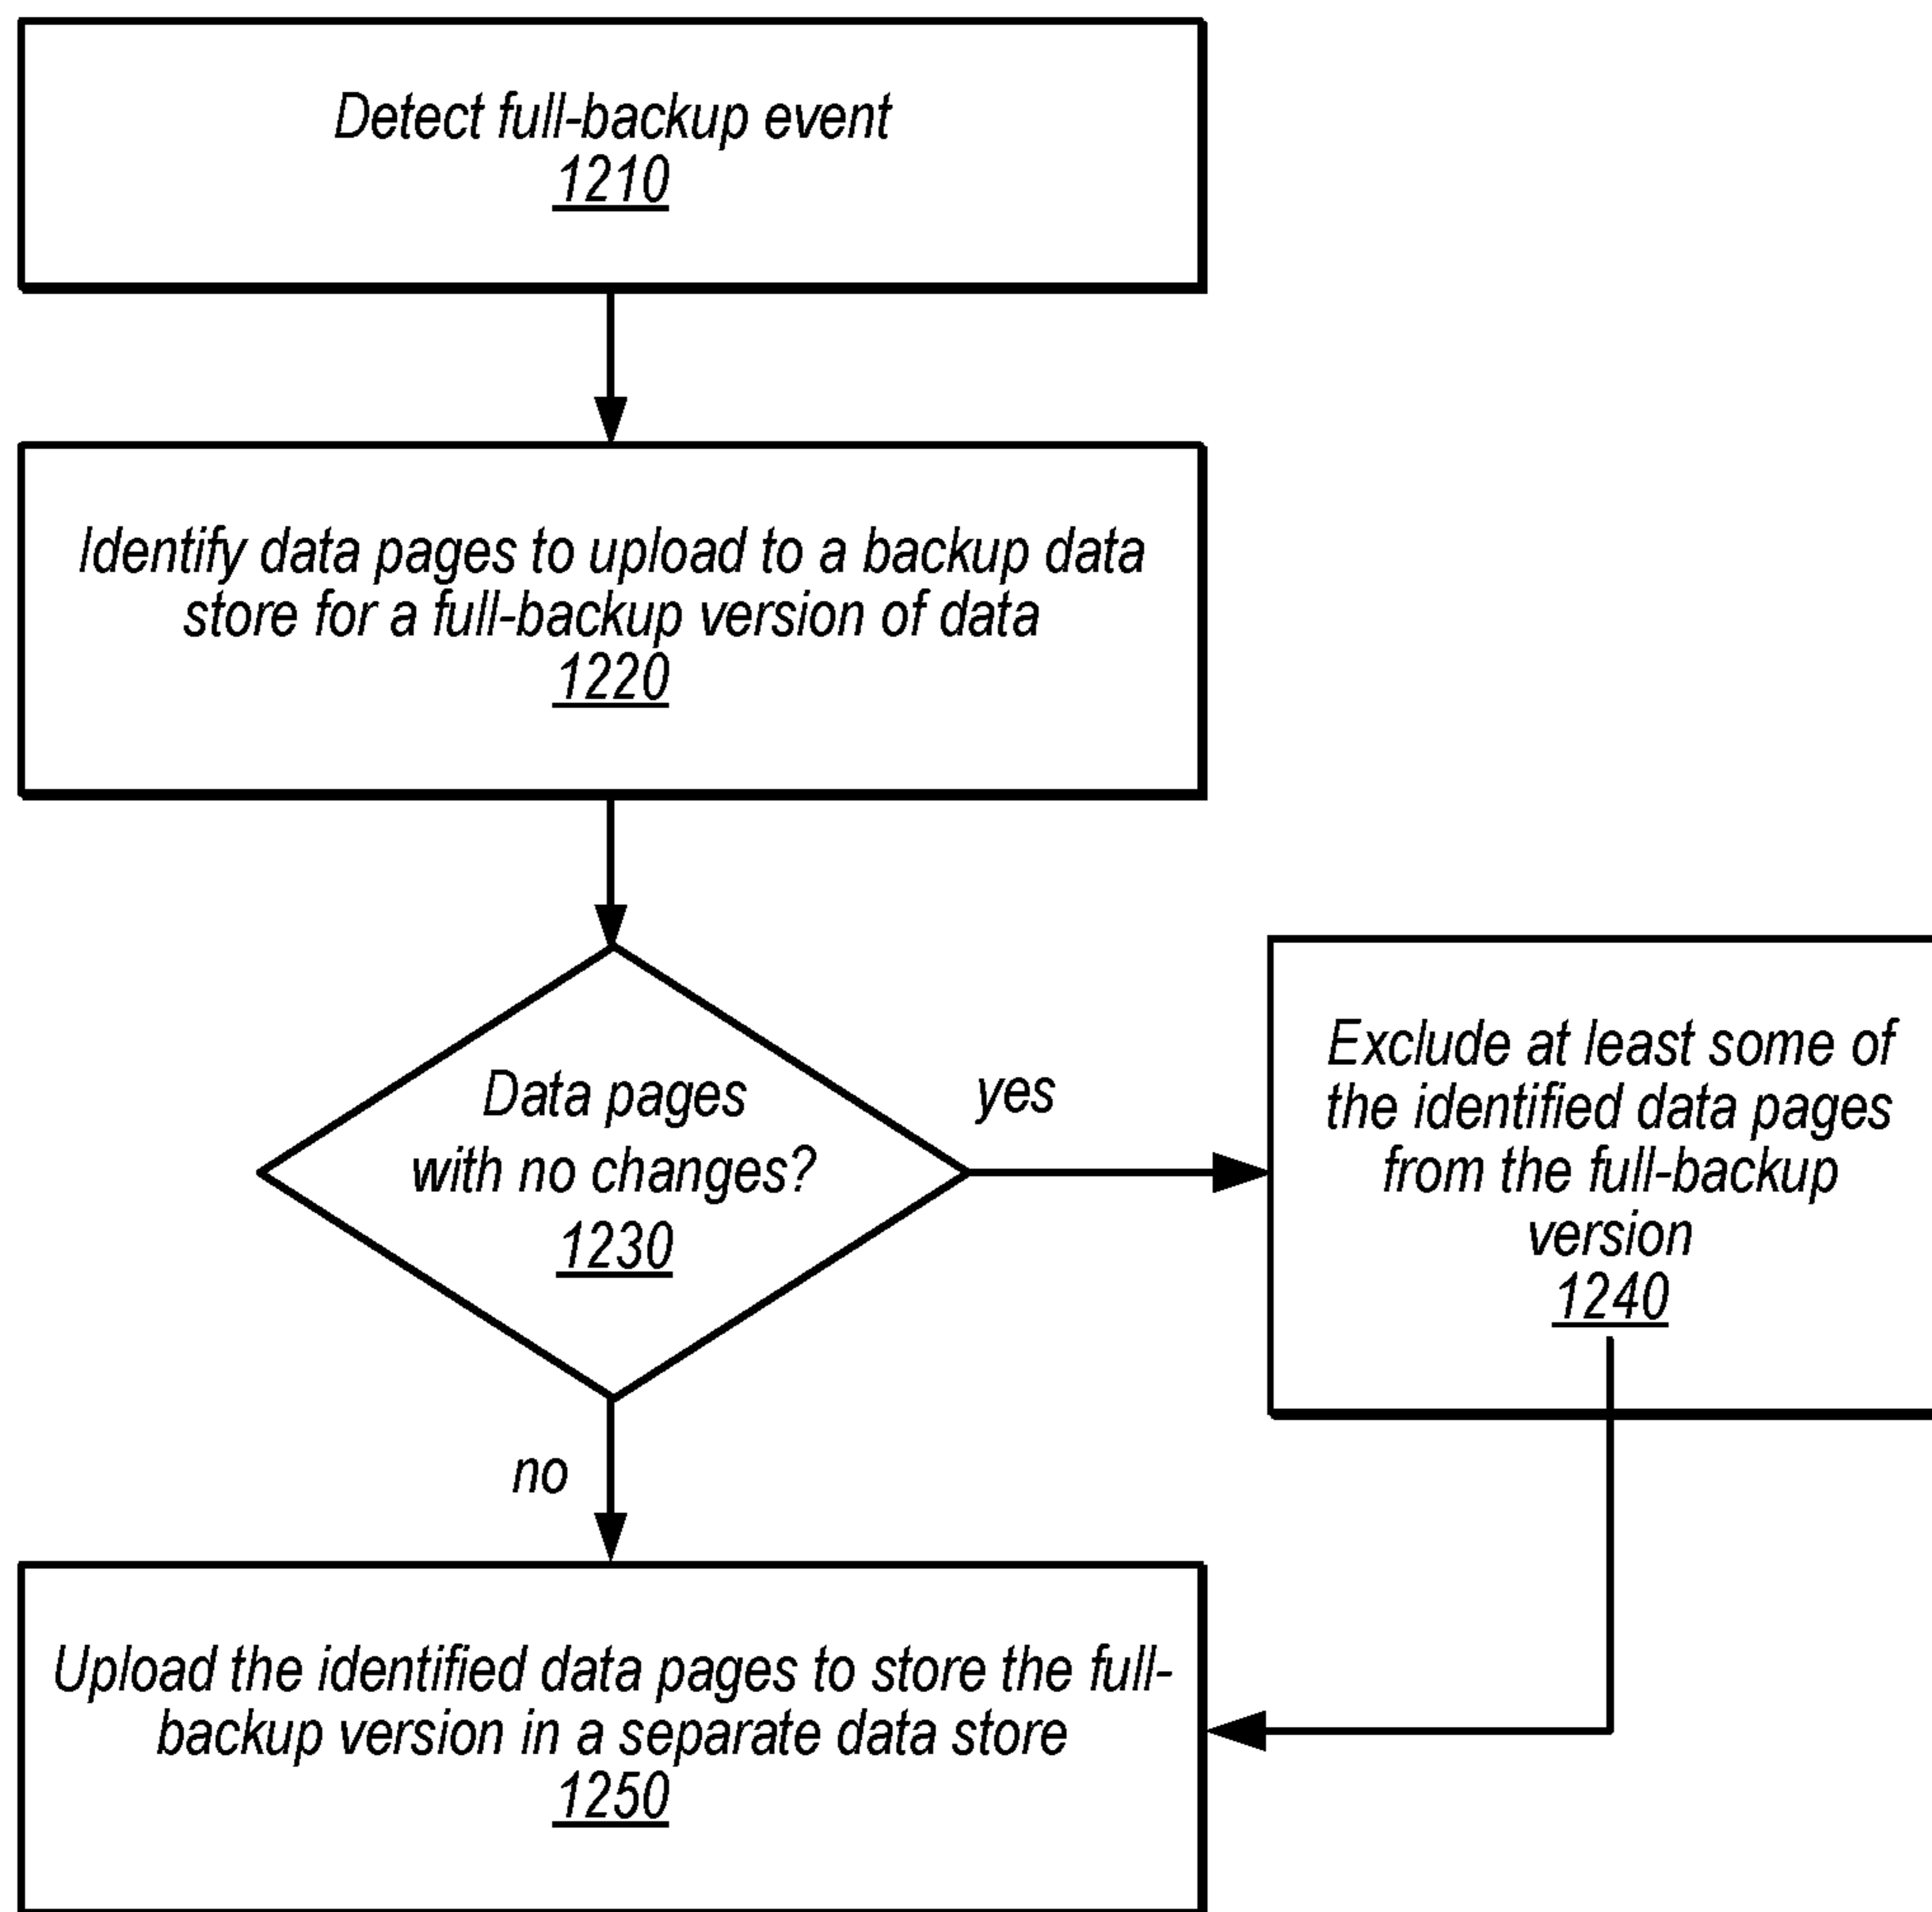 Detect full-backup event
1210
Identify data pages to upload to a backup data
store for a full-backup version of data
1220
Data pages
with no changes?
1230
yes
Exclude at least some of
the identified data pages
from the full-backup
version
1240
no
Upload the identified data pages to store the full-
backup version in a separate data store
1250